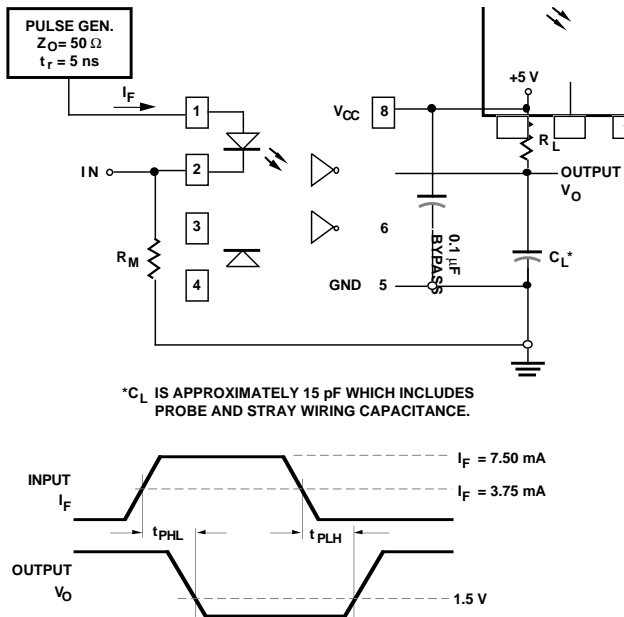 PULSE GEN.
Z_O = 50 Ω
t_r = 5 ns
I_F
1
V_CC
8
+5 V
R_L
IN
2
OUTPUT
V_O
3
6
0.1 µF
BYPASS
R_M
C_L*
4
GND
5
*C_L IS APPROXIMATELY 15 pF WHICH INCLUDES
PROBE AND STRAY WIRING CAPACITANCE.
I_F = 7.50 mA
INPUT
I_F
I_F = 3.75 mA
t_PHL
t_PLH
OUTPUT
V_O
1.5 V